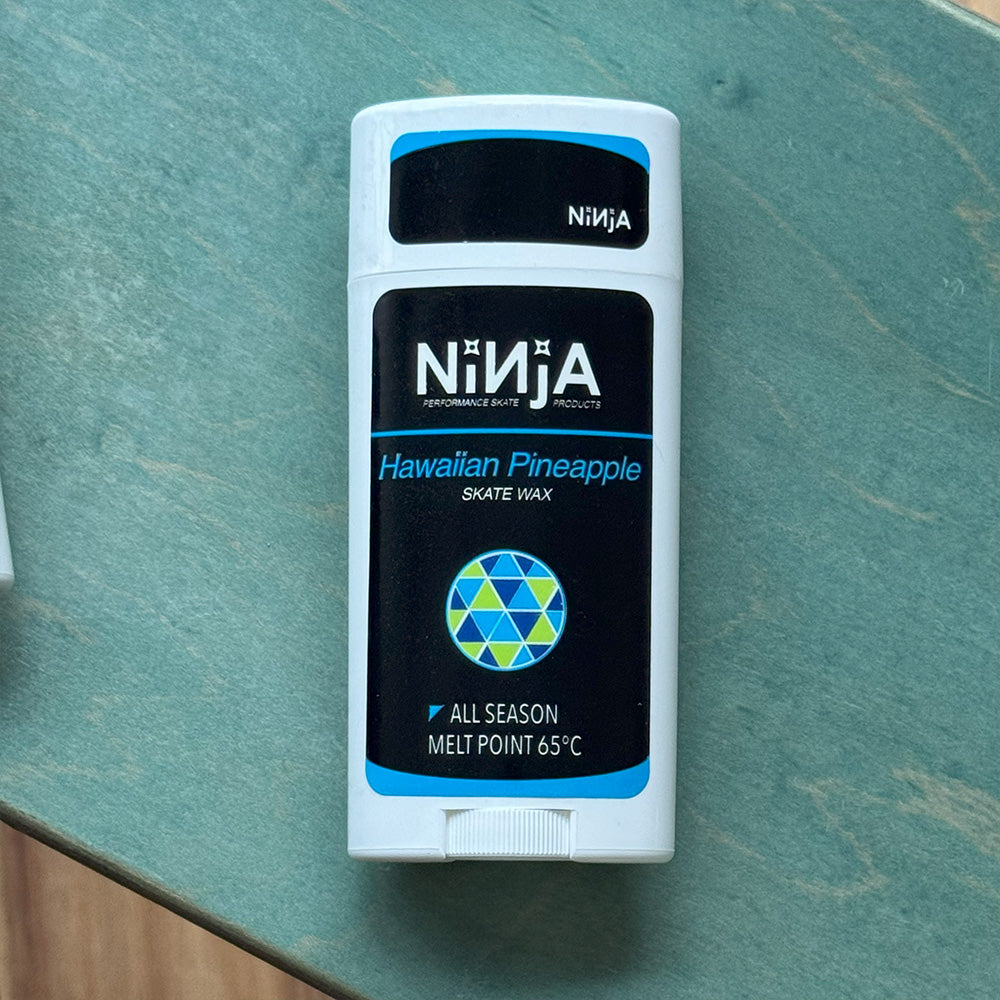 NiNjA
NiNjA
PERFORMANCE SKATE PRODUCTS
Hawaiian Pineapple
SKATE WAX
ALL SEASON
MELT POINT 65°C